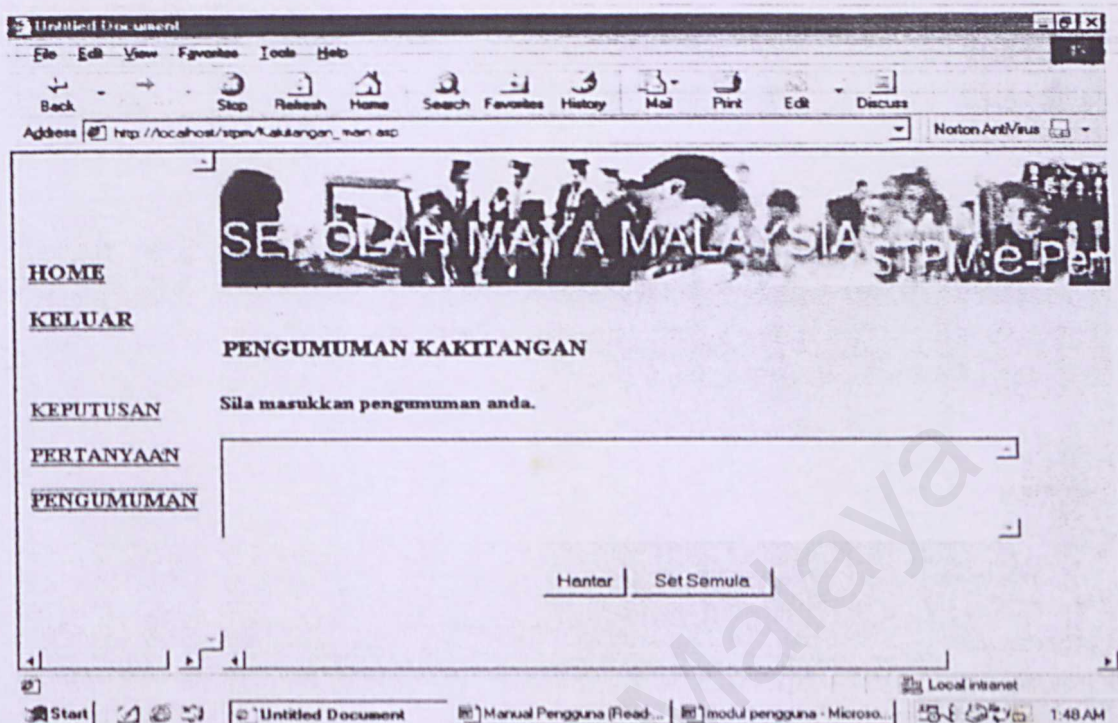 Untitled Document
File Edit View Favorites Tools Help
Back Stop Refresh Home Search Favorites History Mail Print Edit Discuss
Address http://localhost/stpm/kakitangan_main.asp Norton AntiVirus
SEKOLAH MAYA MALAYSIA
STPM:e-Per
HOME
KELUAR
PENGUMUMAN KAKITANGAN
KEPUTUSAN
Sila masukkan pengumuman anda.
PERTANYAAN
PENGUMUMAN
Hantar Set Semula
Local intranet
Start Untitled Document Manual Pengguna (Read-... modul pengguna - Microso... 1:48 AM
Malaya